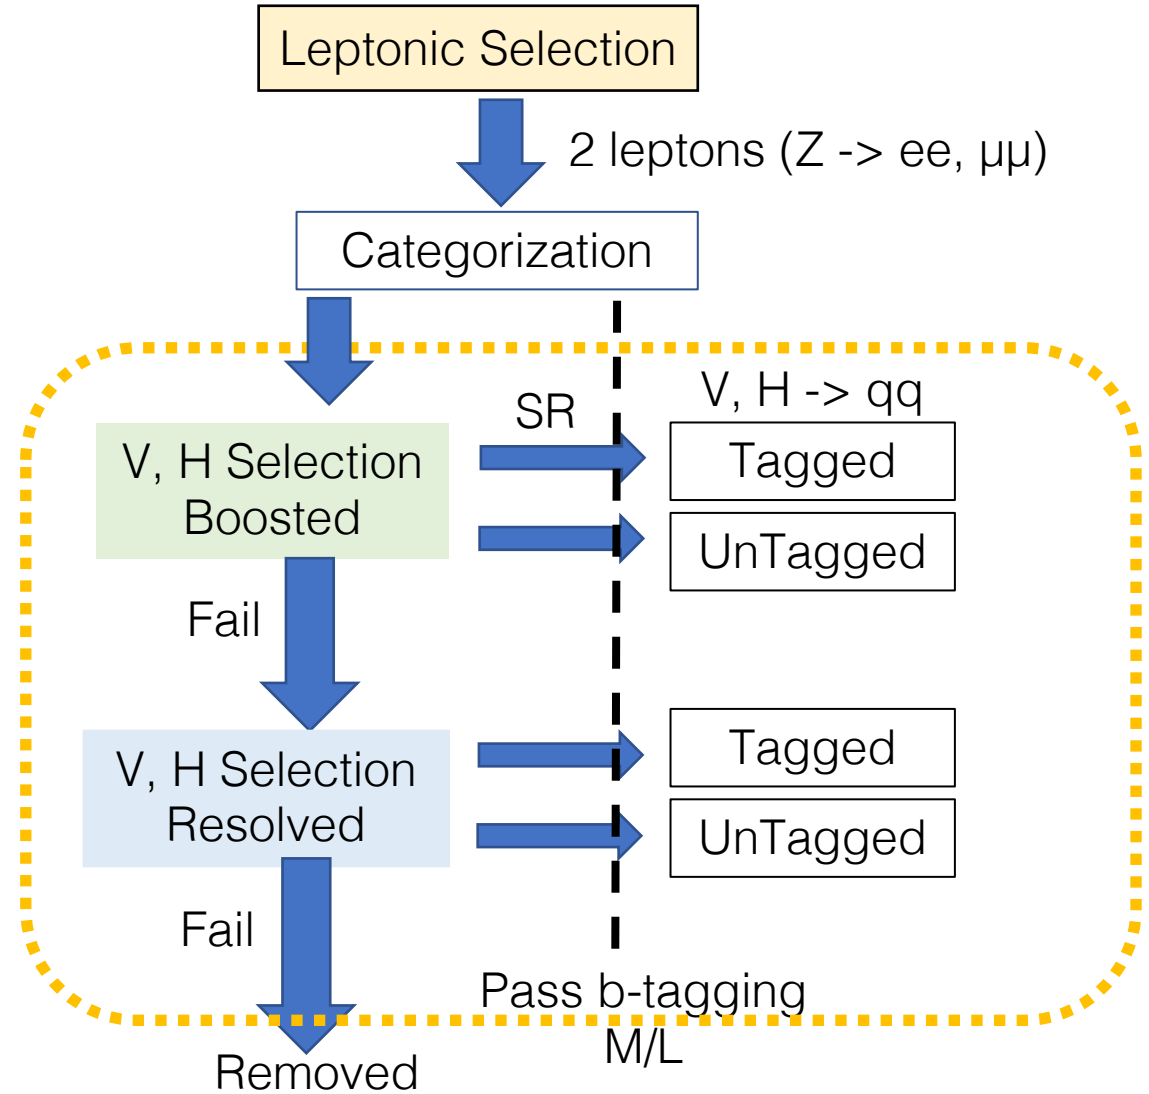 Leptonic Selection
2 leptons (Z -> ee, μμ)
Categorization
SR
V, H -> qq
V, H Selection
Boosted
Tagged
UnTagged
Fail
V, H Selection
Resolved
Tagged
UnTagged
Fail
Pass b-tagging
M/L
Removed